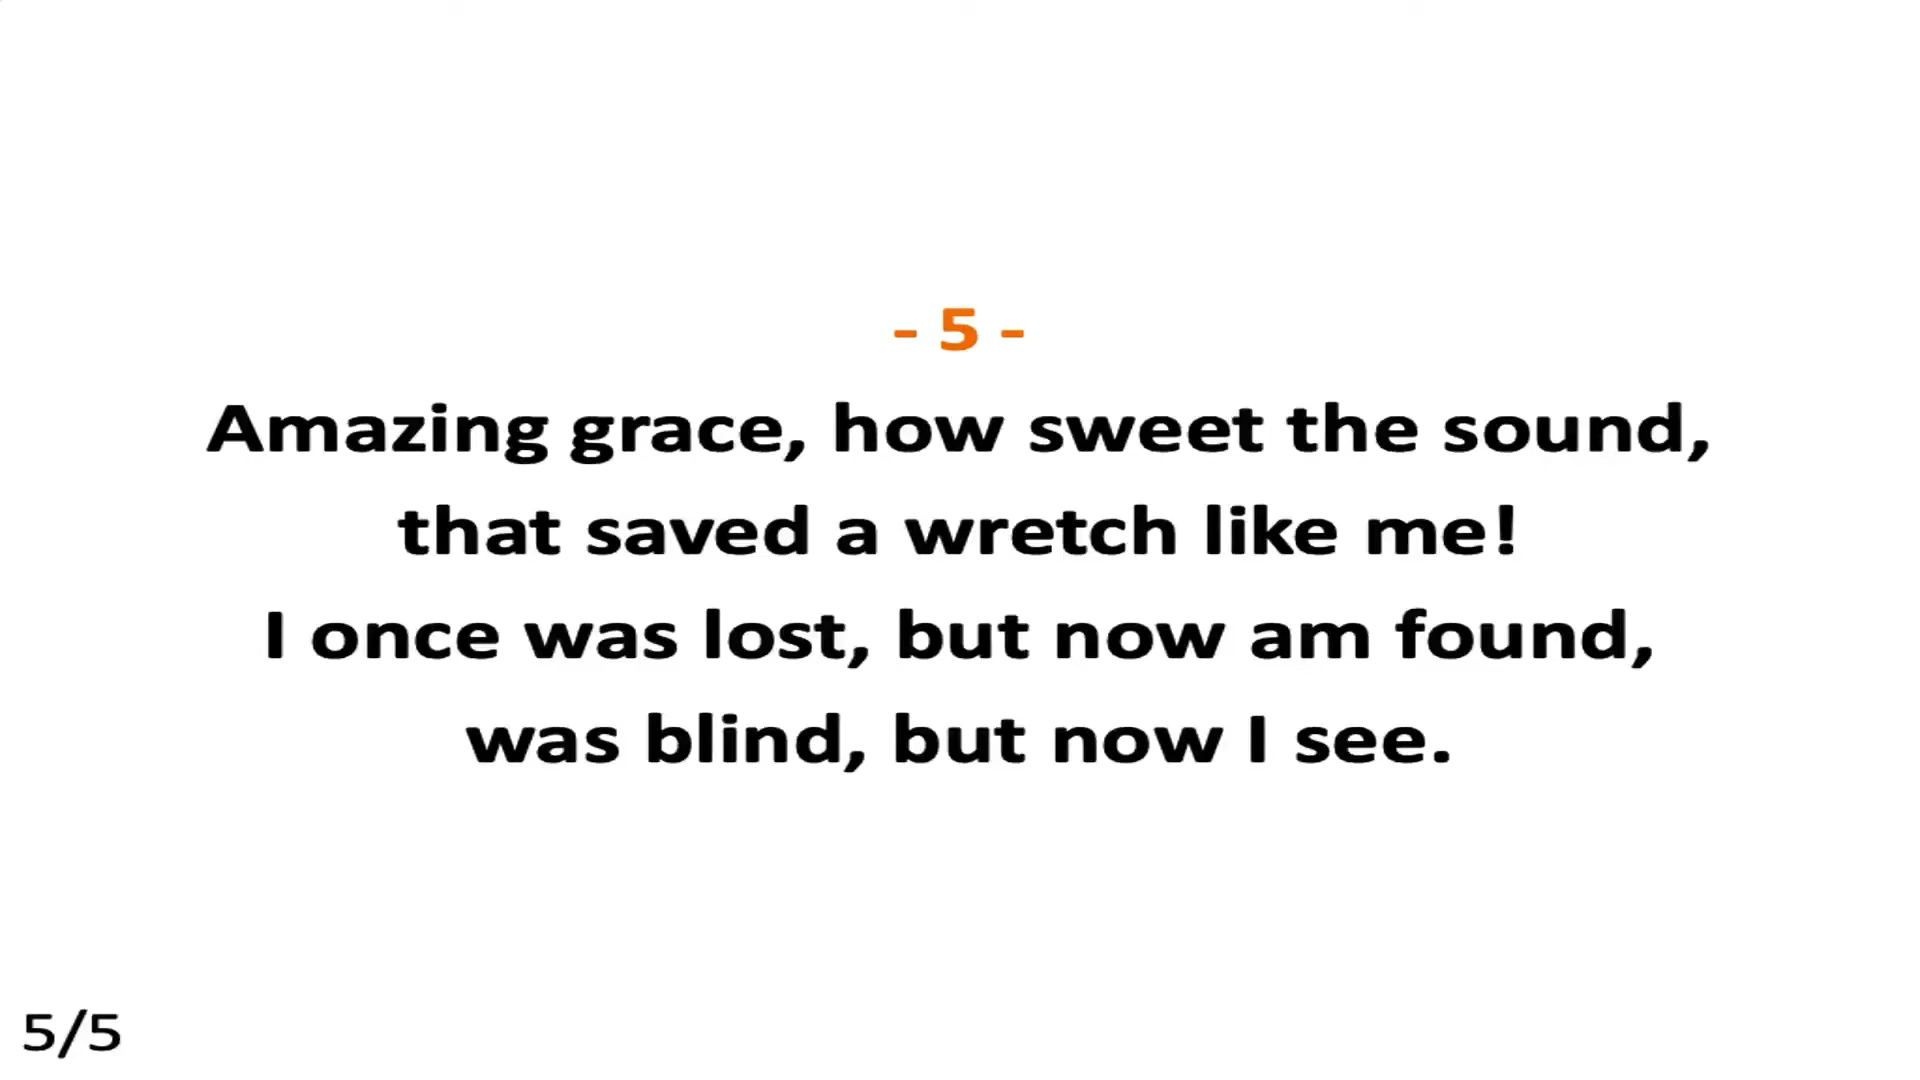 - 5 -
Amazing grace, how sweet the sound,
that saved a wretch like me!
I once was lost, but now am found,
was blind, but now I see.
5/5